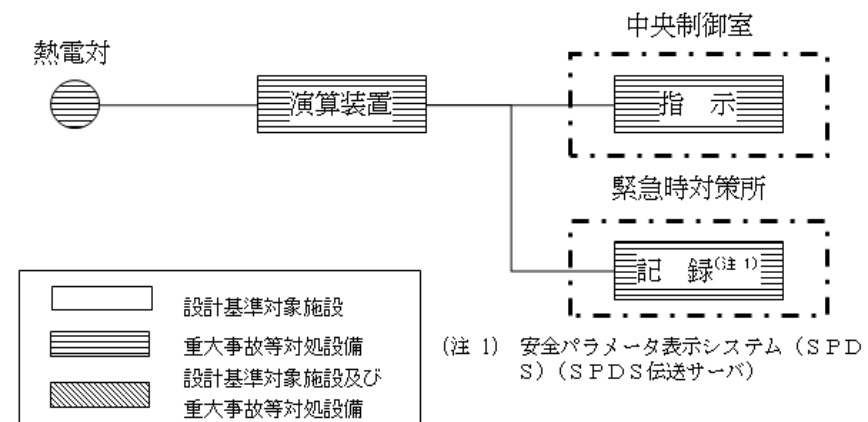 中央制御室
熱電対
演算装置
指　示
緊急時対策所
記　録(注 1)
設計基準対象施設
重大事故等対処設備
設計基準対象施設及び
重大事故等対処設備
(注 1)　安全パラメータ表示システム（ＳＰＤ
Ｓ）（ＳＰＤＳ伝送サーバ）